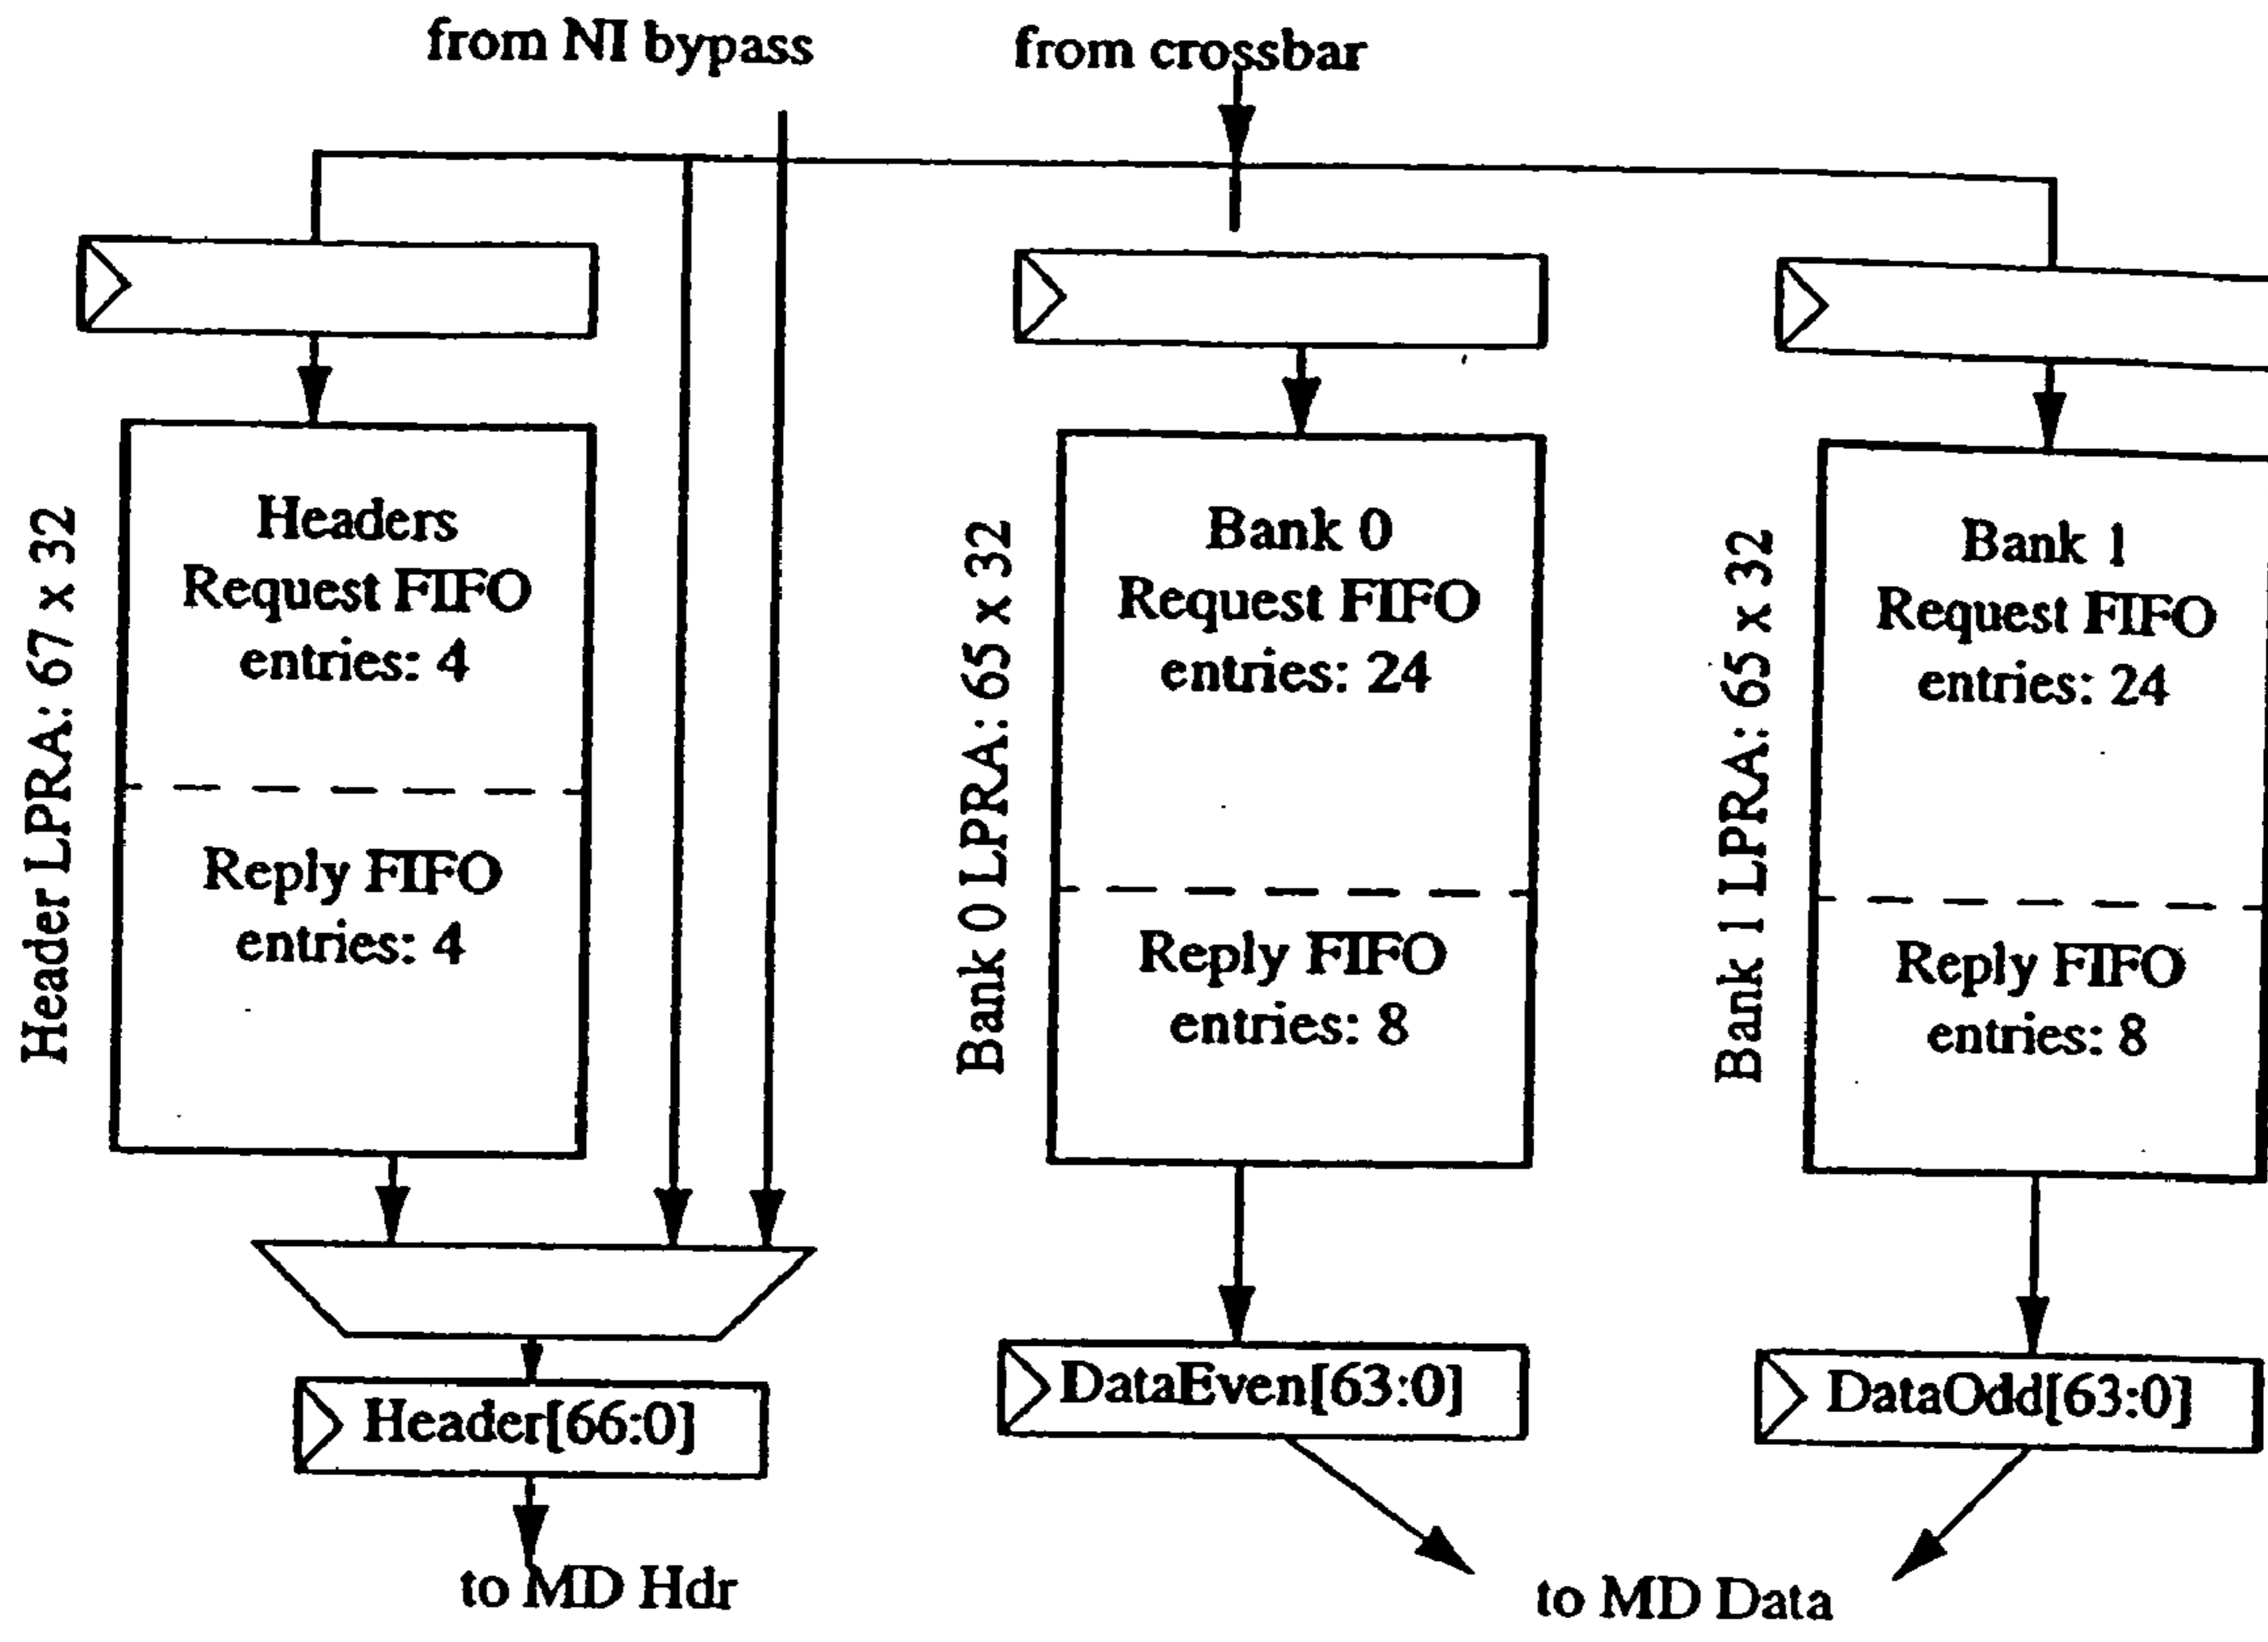 from NI bypass
from crossbar
Header LPRA: 67 x 32
Headers
Request FIFO
entries: 4
Reply FIFO
entries: 4
Bank 0 LPRA: 65 x 32
Bank 0
Request FIFO
entries: 24
Reply FIFO
entries: 8
Bank 1 LPRA: 65 x 32
Bank 1
Request FIFO
entries: 24
Reply FIFO
entries: 8
Header[66:0]
DataEven[63:0]
DataOdd[63:0]
to MD Hdr
to MD Data